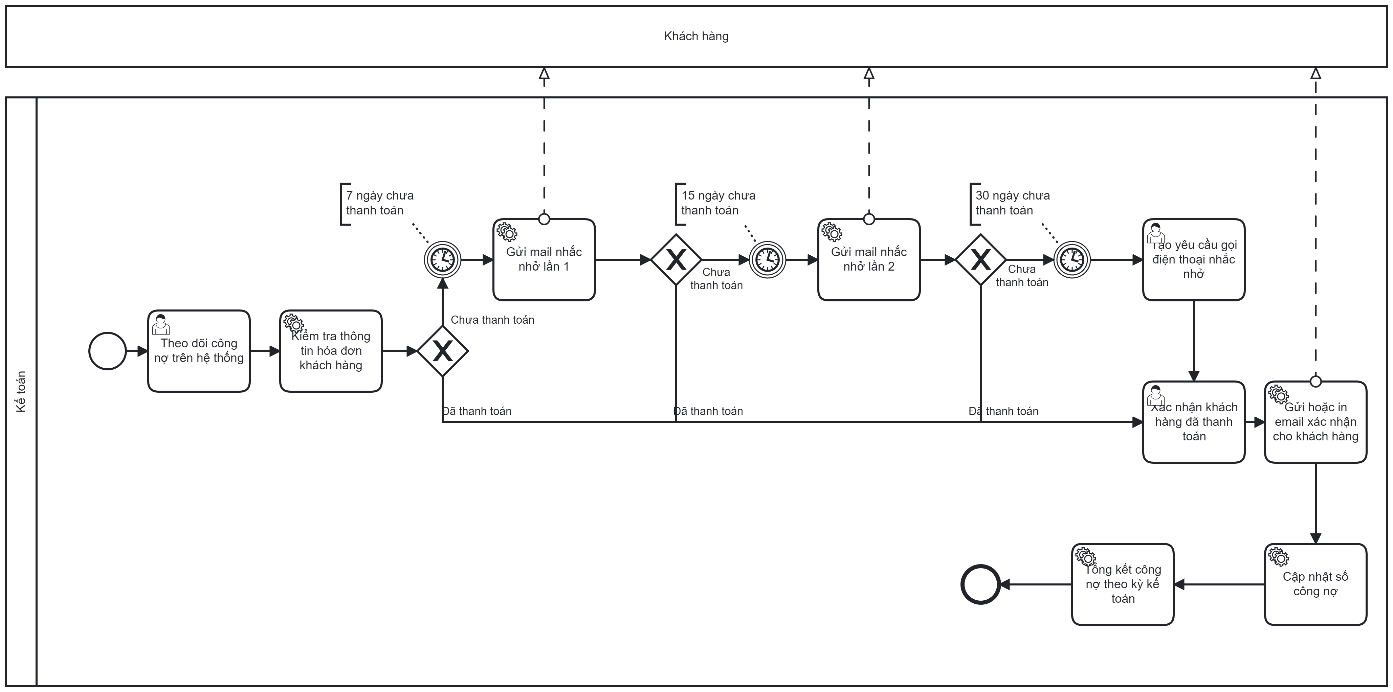 Khách hàng
Kế toán
7 ngày chưa
thanh toán
15 ngày chưa
thanh toán
30 ngày chưa
thanh toán
Gửi mail nhắc
nhở lần 1
Chưa
thanh toán
Gửi mail nhắc
nhở lần 2
Chưa
thanh toán
Tạo yêu cầu gọi
điện thoại nhắc
nhở
Chưa thanh toán
Theo dõi công
nợ trên hệ thống
Kiểm tra thông
tin hóa đơn
khách hàng
Đã thanh toán
Đã thanh toán
Đã thanh toán
Xác nhận khách
hàng đã thanh
toán
Gửi hoặc in
email xác nhận
cho khách hàng
Tổng kết công
nợ theo kỳ kế
toán
Cập nhật số
công nợ